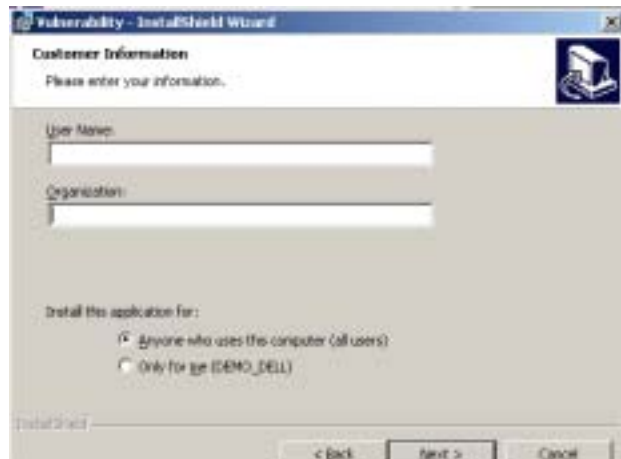 Vulnerability - InstallShield Wizard
Customer Information
Please enter your information.
User Name:
Organization:
Install this application for:
Anyone who uses this computer (all users)
Only for me (DEMO_DELL)
InstallShield
< Back
Next >
Cancel